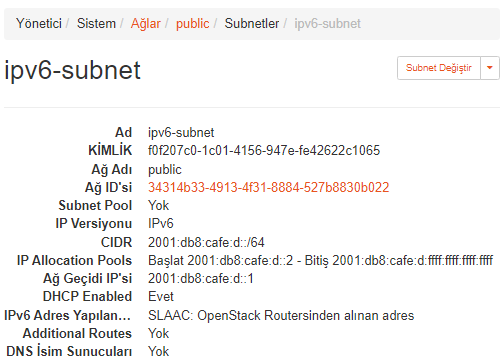 Yönetici / Sistem / Ağlar / public / Subnetler / ipv6-subnet
ipv6-subnet
Subnet Değiştir
Ad ipv6-subnet
KİMLİK f0f207c0-1c01-4156-947e-fe42622c1065
Ağ Adı public
Ağ ID'si 34314b33-4913-4f31-8884-527b8830b022
Subnet Pool Yok
IP Versiyonu IPv6
CIDR 2001:db8:cafe:d::/64
IP Allocation Pools Başlat 2001:db8:cafe:d::2 - Bitiş 2001:db8:cafe:d:ffff:ffff:ffff:ffff
Ağ Geçidi IP'si 2001:db8:cafe:d::1
DHCP Enabled Evet
IPv6 Adres Yapılan... SLAAC: OpenStack Routersinden alınan adres
Additional Routes Yok
DNS İsim Sunucuları Yok